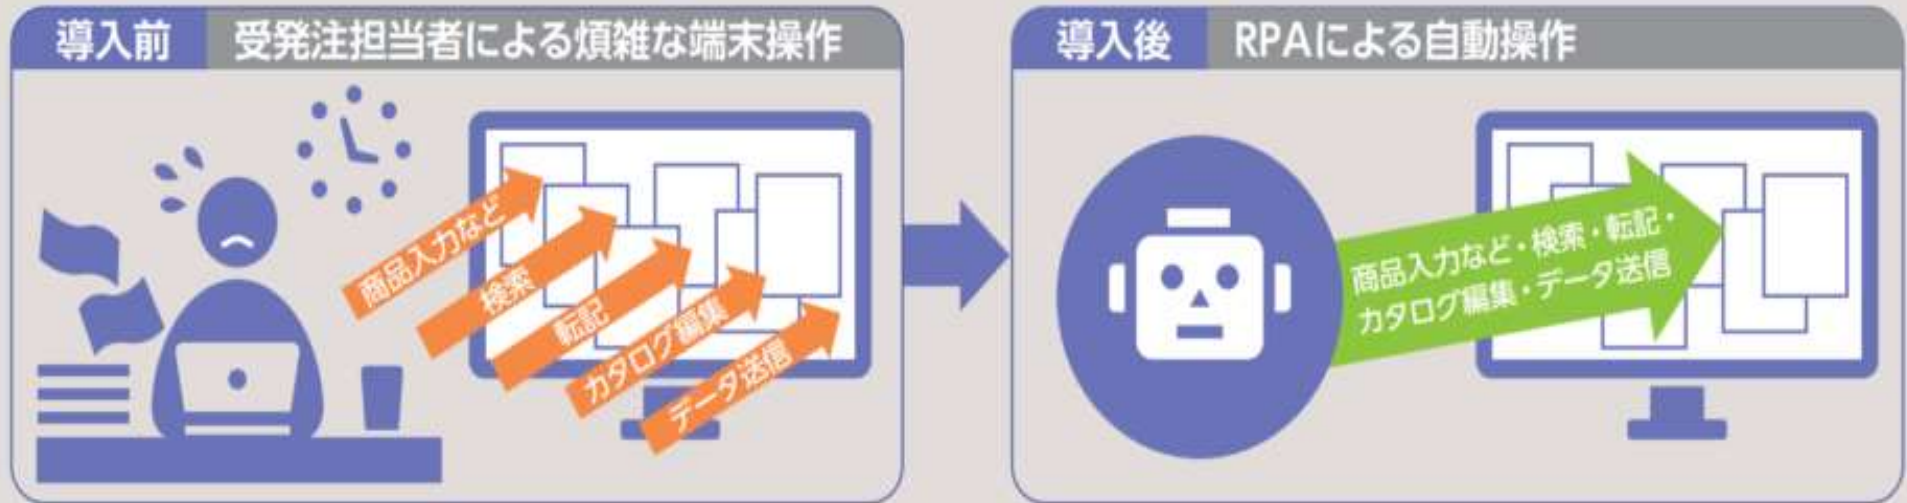 導入前
受発注担当者による煩雑な端末操作
商品入力など
検索
転記
カタログ編集
データ送信
導入後
RPAによる自動操作
商品入力など・検索・転記・
カタログ編集・データ送信